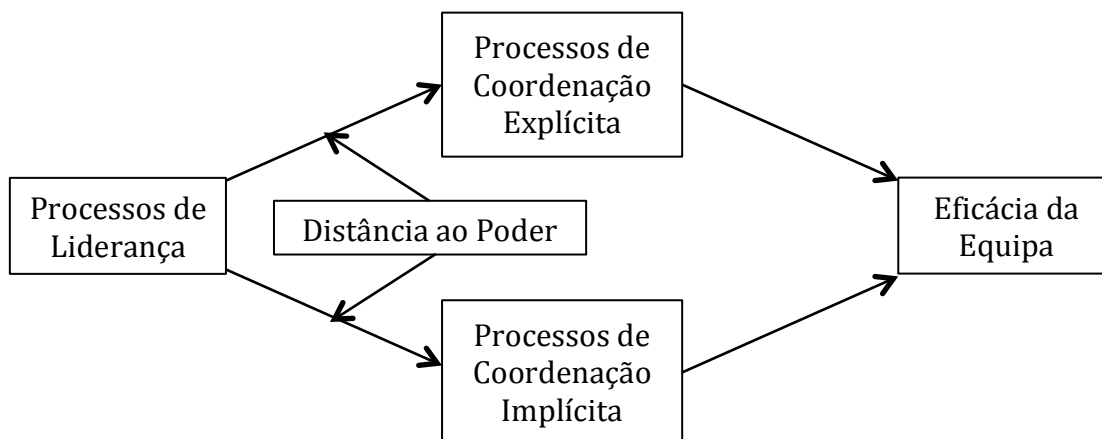 Processos de
Coordenação
Explícita
Processos de
Liderança
Distância ao Poder
Eficácia da
Equipa
Processos de
Coordenação
Implícita